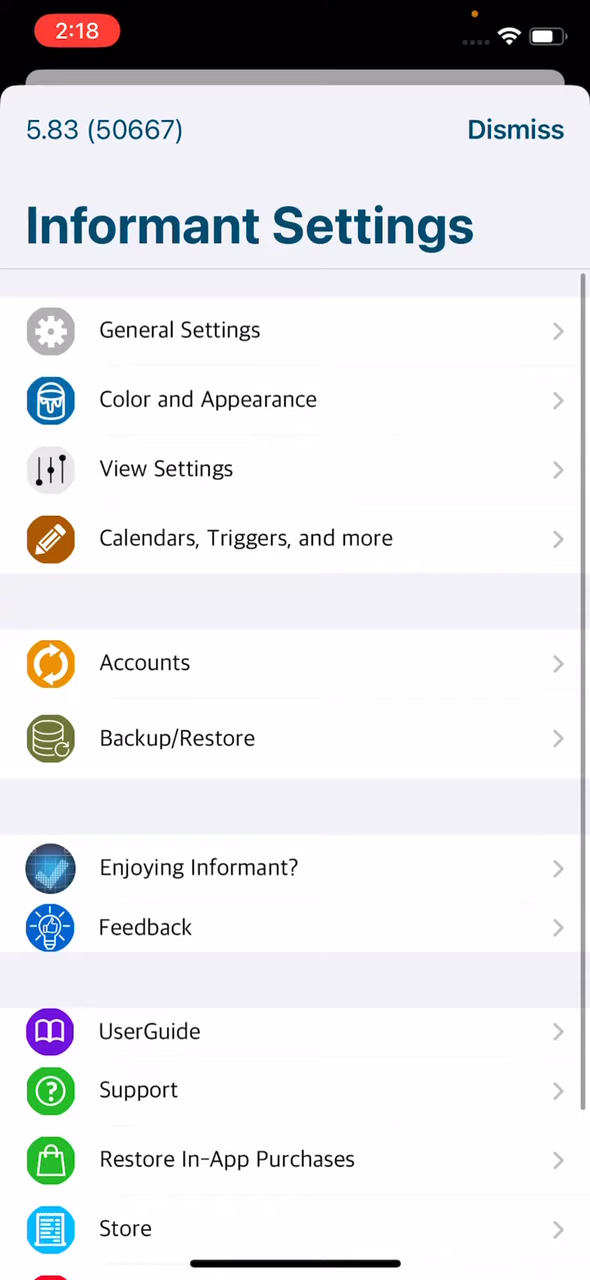 2:18
5.83 (50667)
Dismiss
Informant Settings
General Settings
Color and Appearance
View Settings
Calendars, Triggers, and more
Accounts
Backup/Restore
Enjoying Informant?
Feedback
UserGuide
Support
Restore In-App Purchases
Store